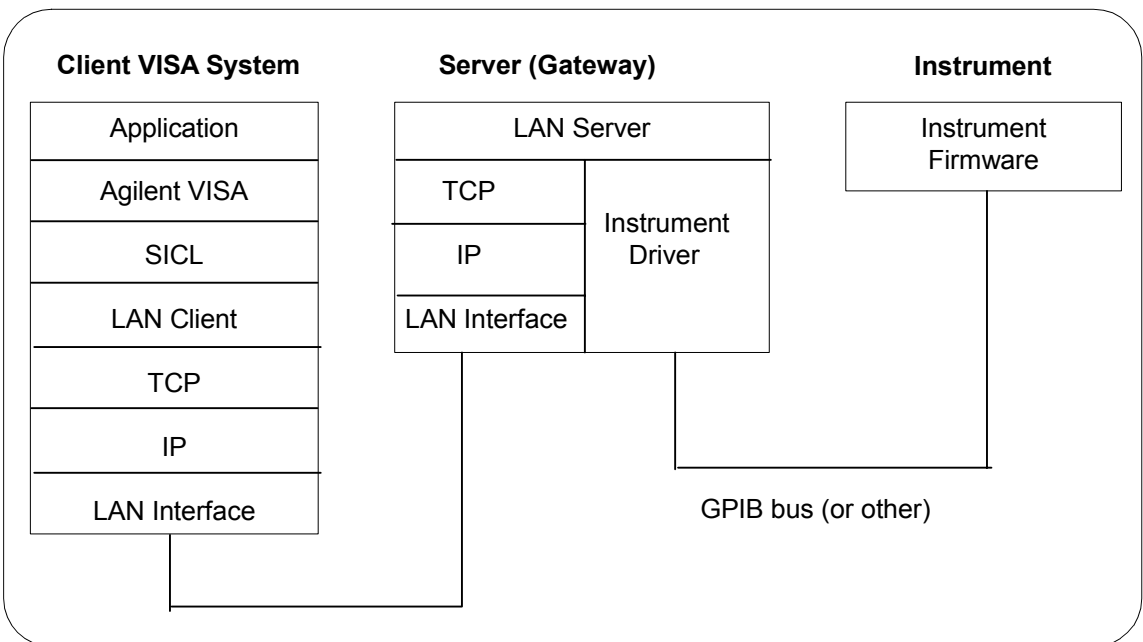 Client VISA System
Application
Agilent VISA
SICL
LAN Client
TCP
IP
LAN Interface
Server (Gateway)
LAN Server
TCP
IP
LAN Interface
Instrument
Driver
Instrument
Instrument
Firmware
GPIB bus (or other)